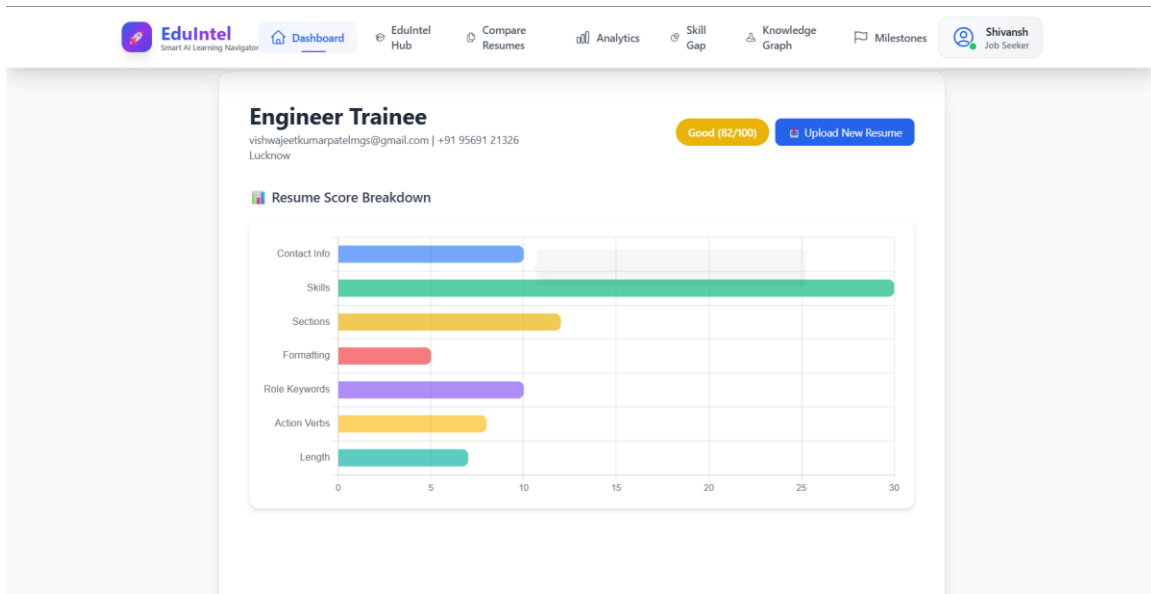 EduIntel
Smart AI Learning Navigator
Dashboard
EduIntel
Hub
Compare
Resumes
Analytics
Skill
Gap
Knowledge
Graph
Milestones
Shivansh
Job Seeker
Engineer Trainee
vishwajeetkumarpatelmgs@gmail.com | +91 95691 21326
Lucknow
Good (82/100)
Upload New Resume
Resume Score Breakdown
Contact Info
Skills
Sections
Formatting
Role Keywords
Action Verbs
Length
0 5 10 15 20 25 30